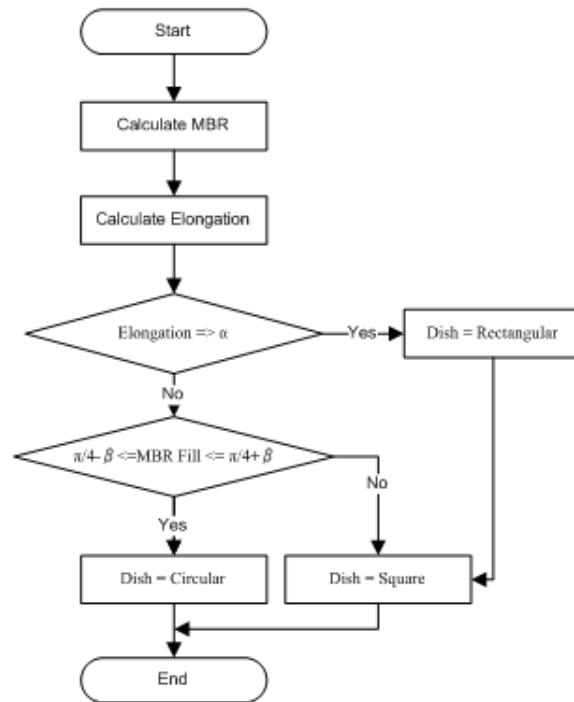 Start
Calculate MBR
Calculate Elongation
Elongation => α
Yes
Dish = Rectangular
No
π/4- β <=MBR Fill <= π/4+ β
No
Yes
Dish = Circular
Dish = Square
End